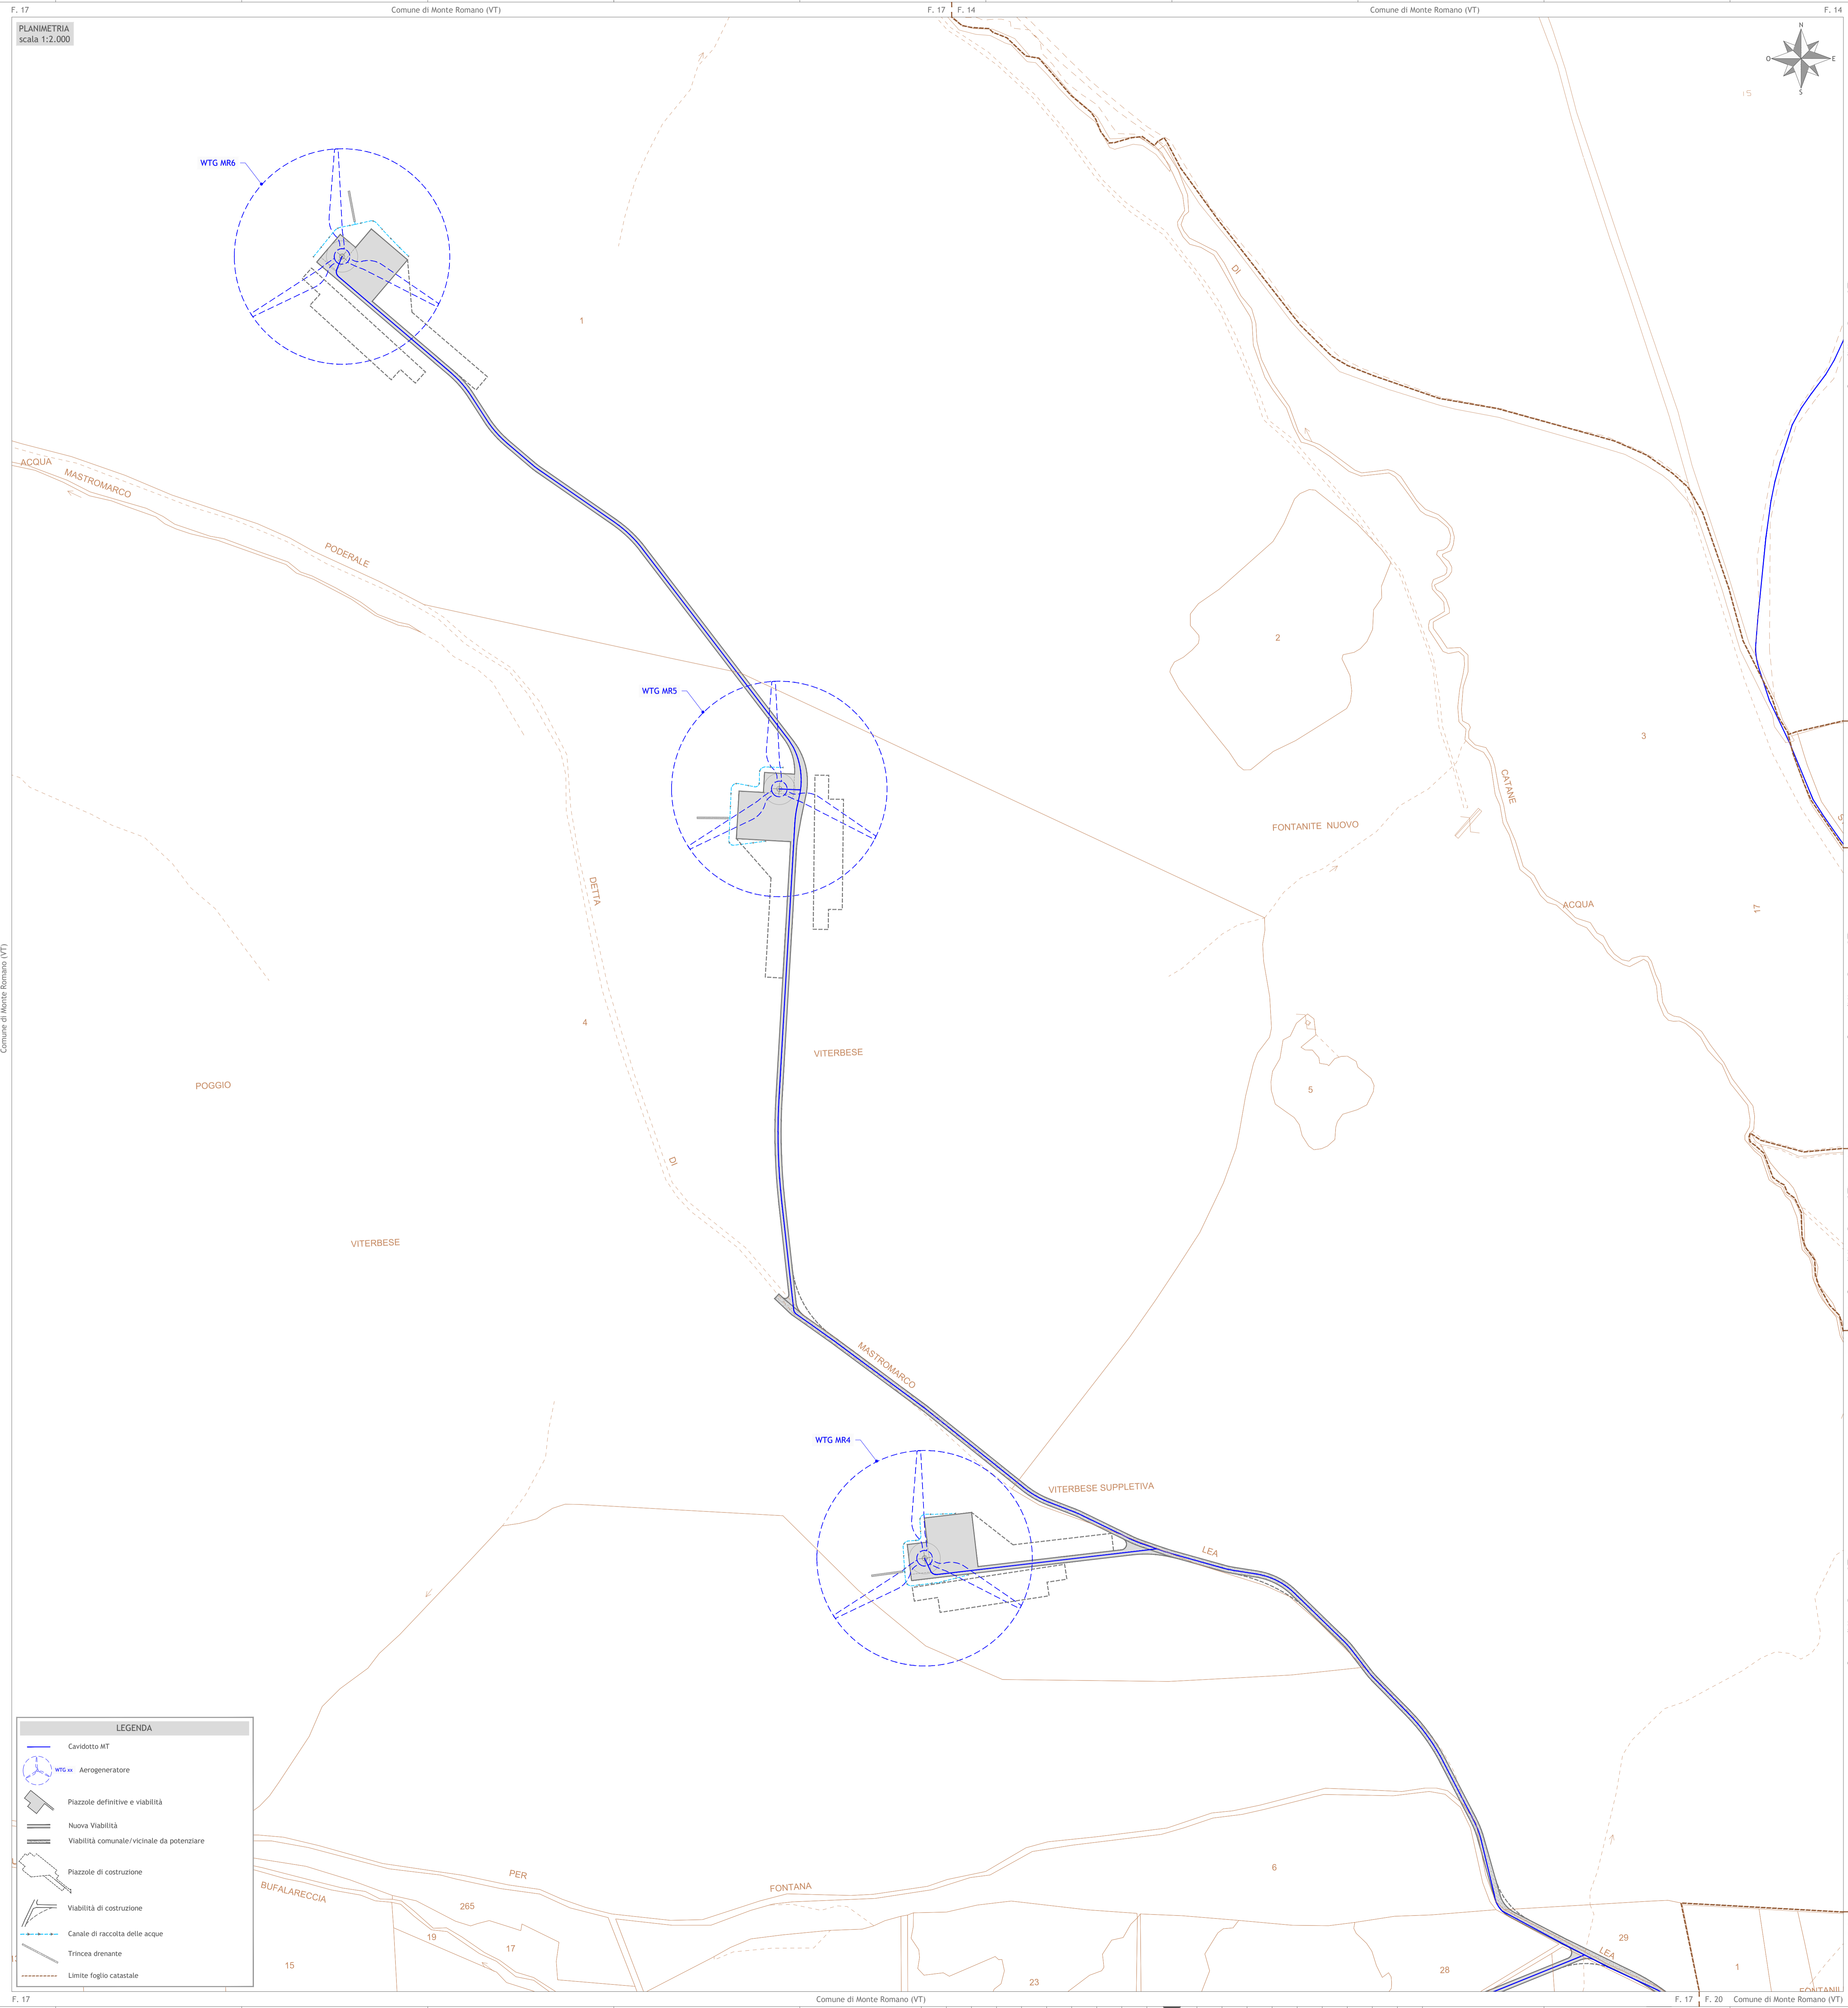 F. 17
Comune di Monte Romano (VT)
F. 17
F. 14
Comune di Monte Romano (VT)
F. 14
PLANIMETRIA
scala 1:2.000
N
O
E
S
WTG MR6
DI
1
ACQUA
MASTROMARCO
PODERALE
2
WTG MR5
3
CATANE
FONTANITE NUOVO
DETTA
ACQUA
17
Comune di Monte Romano (VT)
4
VITERBESE
POGGIO
5
DI
VITERBESE
MASTROMARCO
WTG MR4
VITERBESE SUPPLETIVA
LEA
LEGENDA
Cavidotto MT
WTG xx
Aerogeneratore
Piazzole definitive e viabilità
Nuova Viabilità
Viabilità comunale/vicinale da potenziare
Piazzole di costruzione
Viabilità di costruzione
Canale di raccolta delle acque
Trincea drenante
Limite foglio catastale
PER
FONTANA
6
BUFALARECCIA
265
19
17
15
23
28
29
LEA
1
F. 17
Comune di Monte Romano (VT)
F. 17
F. 20
Comune di Monte Romano (VT)